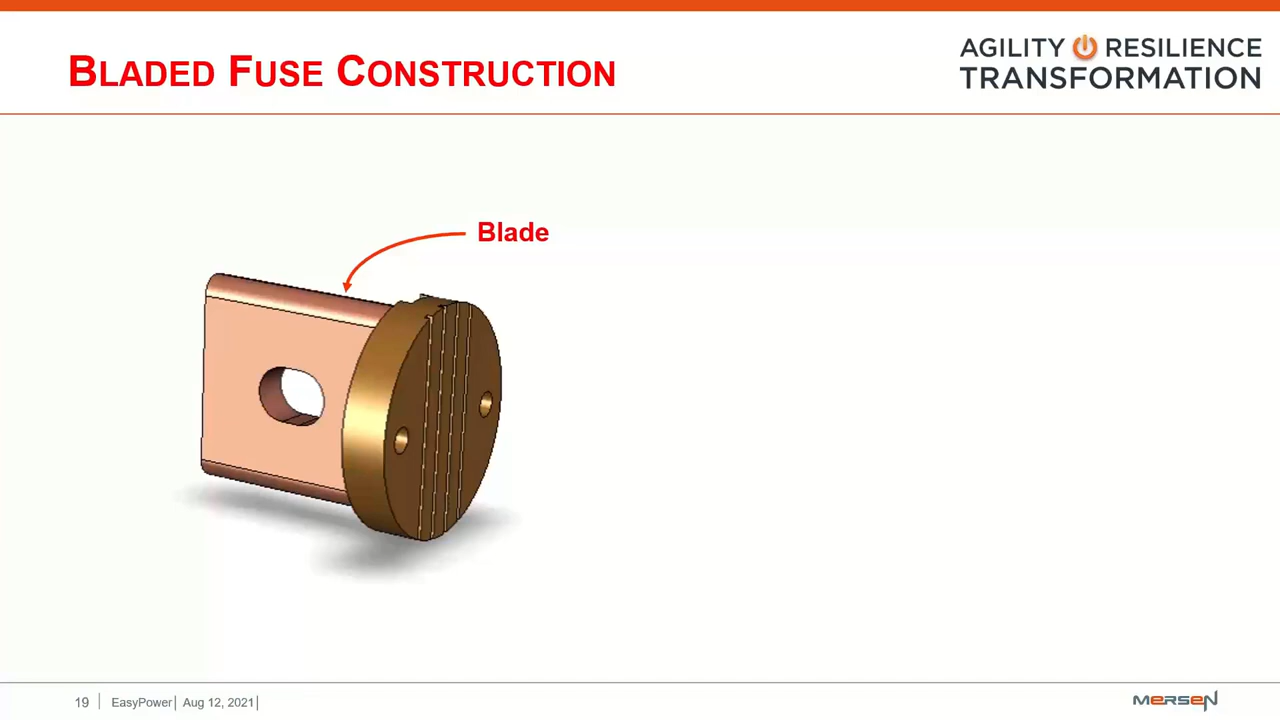 BLADED FUSE CONSTRUCTION
AGILITY RESILIENCE
TRANSFORMATION
Blade
19 | EasyPower| Aug 12, 2021|
MERSEN